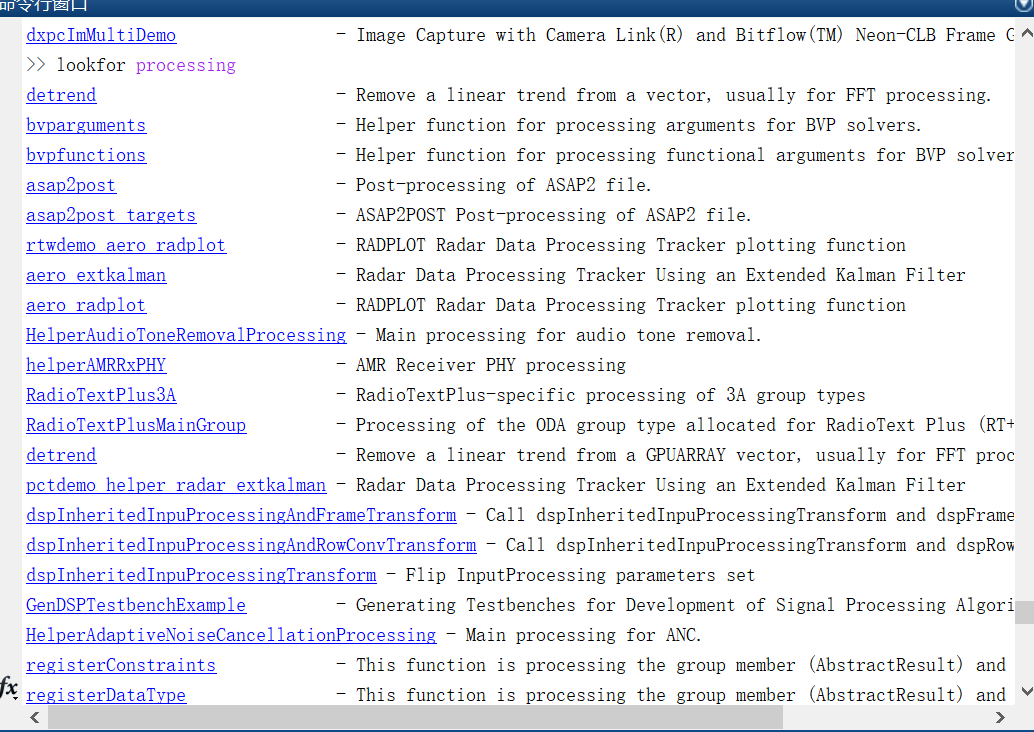 命令行窗口
dxpcImMultiDemo - Image Capture with Camera Link(R) and Bitflow(TM) Neon-CLB Frame G
>> lookfor processing
detrend - Remove a linear trend from a vector, usually for FFT processing.
bvparguments - Helper function for processing arguments for BVP solvers.
bvpfunctions - Helper function for processing functional arguments for BVP solver
asap2post - Post-processing of ASAP2 file.
asap2post_targets - ASAP2POST Post-processing of ASAP2 file.
rtwdemo_aero_radplot - RADPLOT Radar Data Processing Tracker plotting function
aero_extkalman - Radar Data Processing Tracker Using an Extended Kalman Filter
aero_radplot - RADPLOT Radar Data Processing Tracker plotting function
HelperAudioToneRemovalProcessing - Main processing for audio tone removal.
helperAMRRxPHY - AMR Receiver PHY processing
RadioTextPlus3A - RadioTextPlus-specific processing of 3A group types
RadioTextPlusMainGroup - Processing of the ODA group type allocated for RadioText Plus (RT+
detrend - Remove a linear trend from a GPUARRAY vector, usually for FFT proc
pctdemo_helper_radar_extkalman - Radar Data Processing Tracker Using an Extended Kalman Filter
dspInheritedInpuProcessingAndFrameTransform - Call dspInheritedInpuProcessingTransform and dspFrame
dspInheritedInpuProcessingAndRowConvTransform - Call dspInheritedInpuProcessingTransform and dspRow
dspInheritedInpuProcessingTransform - Flip InputProcessing parameters set
GenDSPTestbenchExample - Generating Testbenches for Development of Signal Processing Algori
HelperAdaptiveNoiseCancellationProcessing - Main processing for ANC.
registerConstraints - This function is processing the group member (AbstractResult) and
fx registerDataType - This function is processing the group member (AbstractResult) and